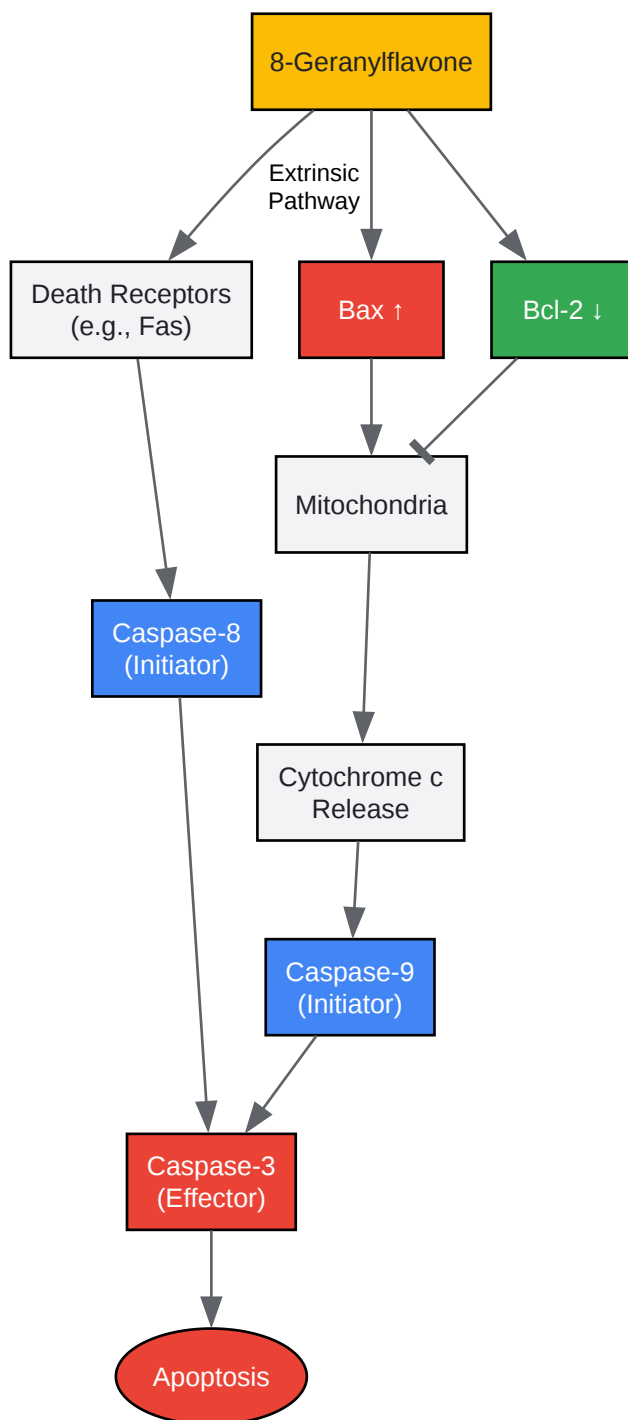 8-Geranylflavone
Extrinsic
Pathway
Death Receptors
(e.g., Fas)
Bax ↑
Bcl-2 ↓
Mitochondria
Caspase-8
(Initiator)
Cytochrome c
Release
Caspase-9
(Initiator)
Caspase-3
(Effector)
Apoptosis